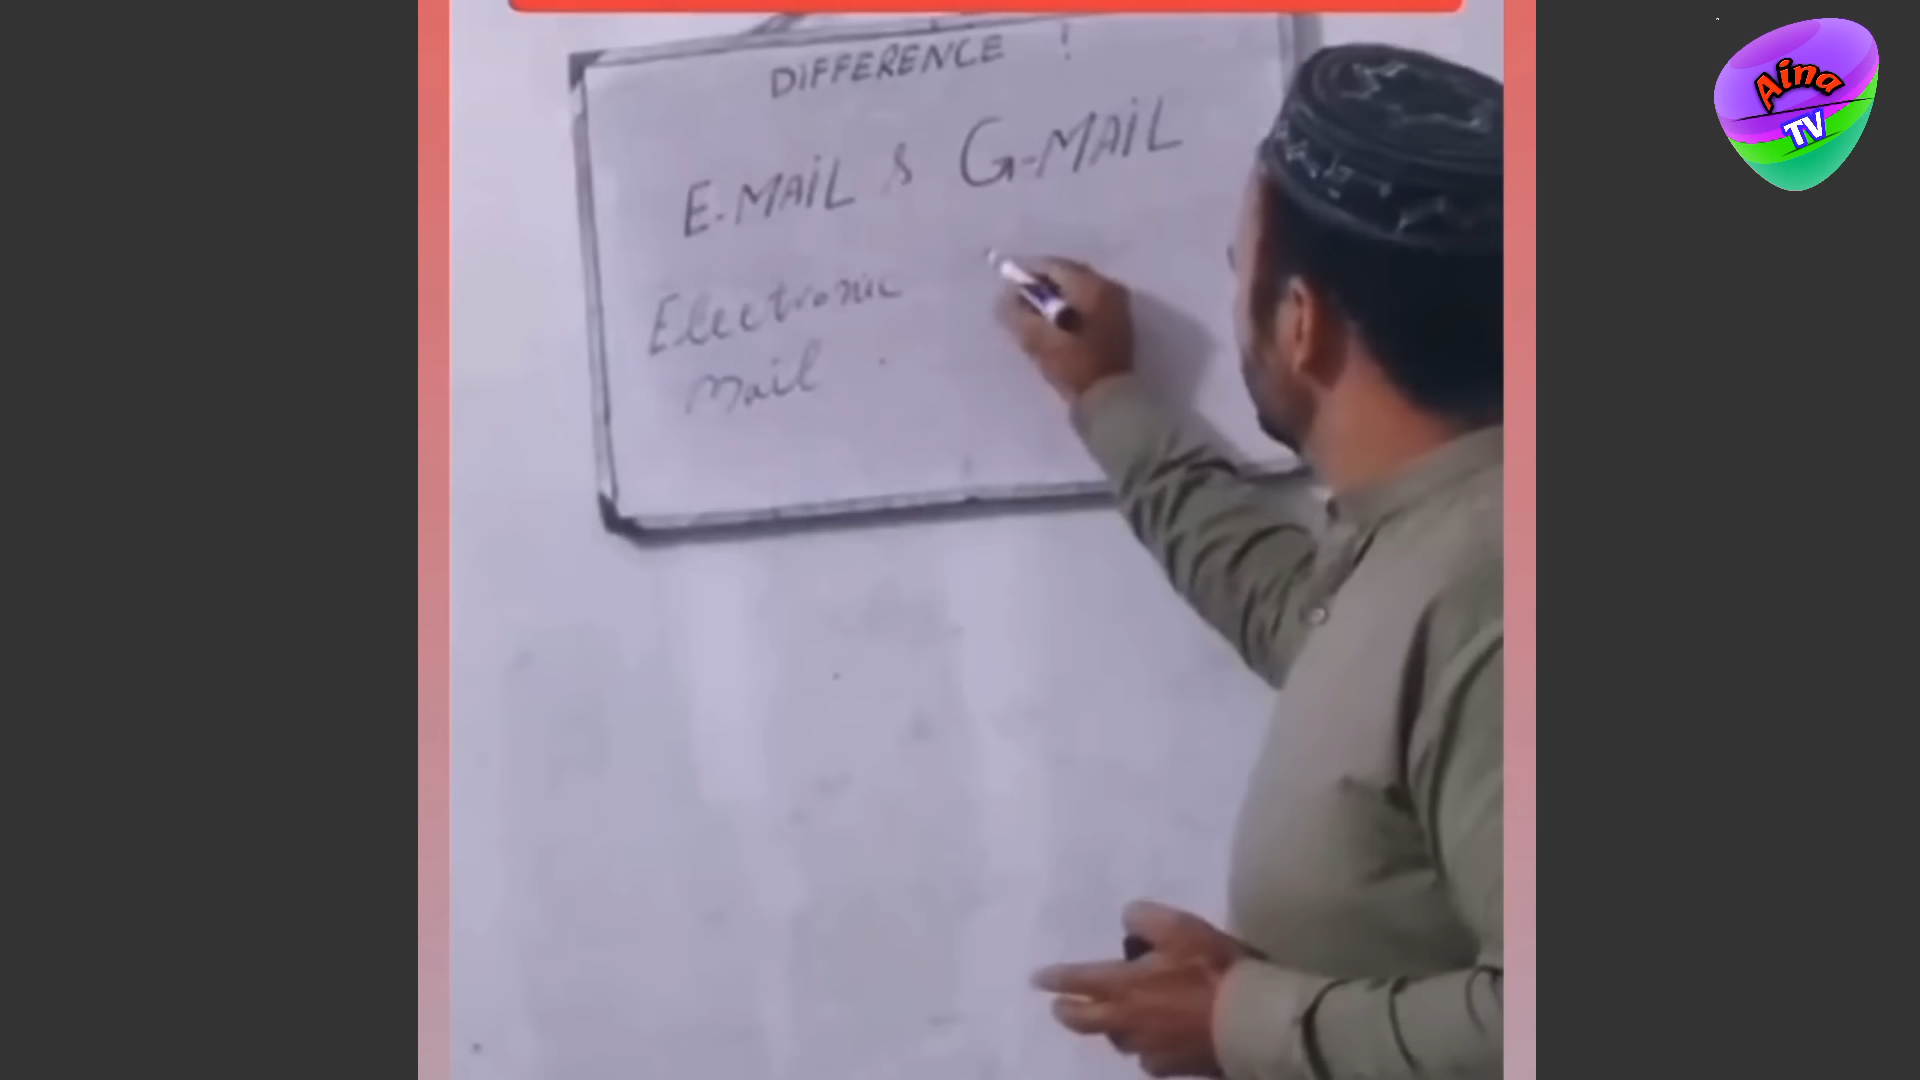 DIFFERENCE !
E-MAIL & G-MAIL
Electronic
Mail
Aina
TV